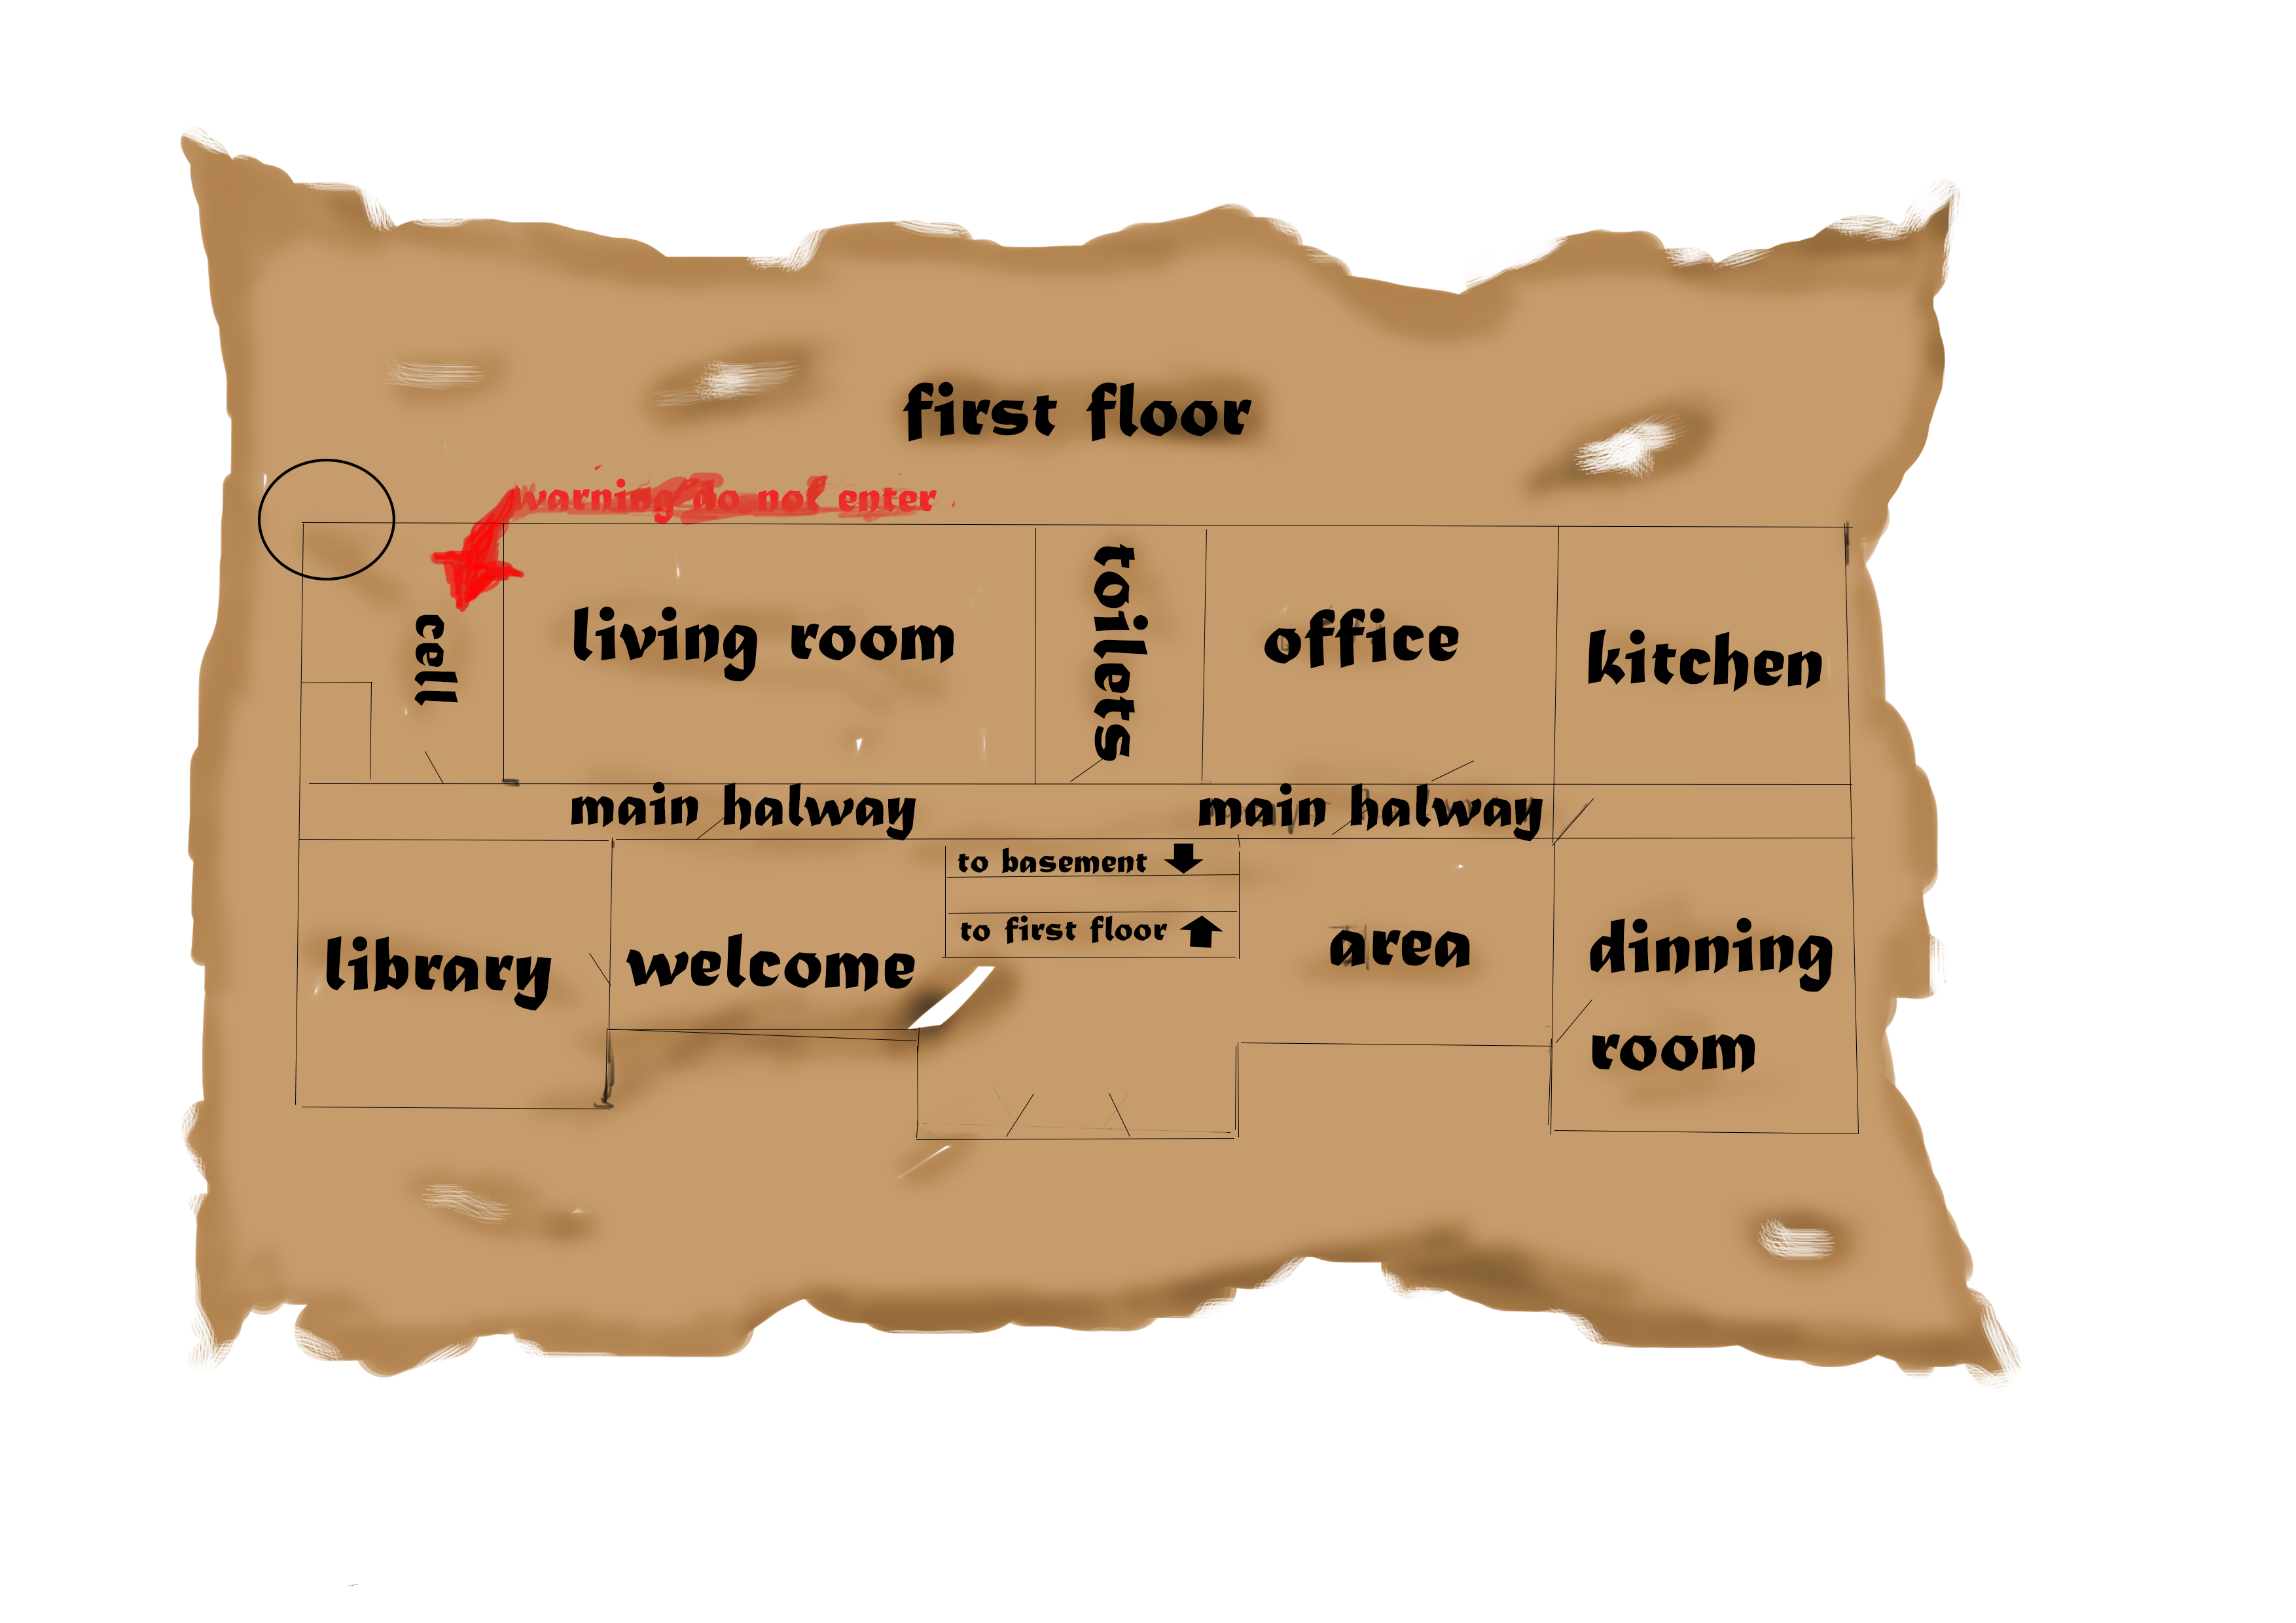 first floor
warning do not enter
cell
living room
toilets
office
kitchen
main halway
main halway
to basement
to first floor
library
welcome
area
dinning
room